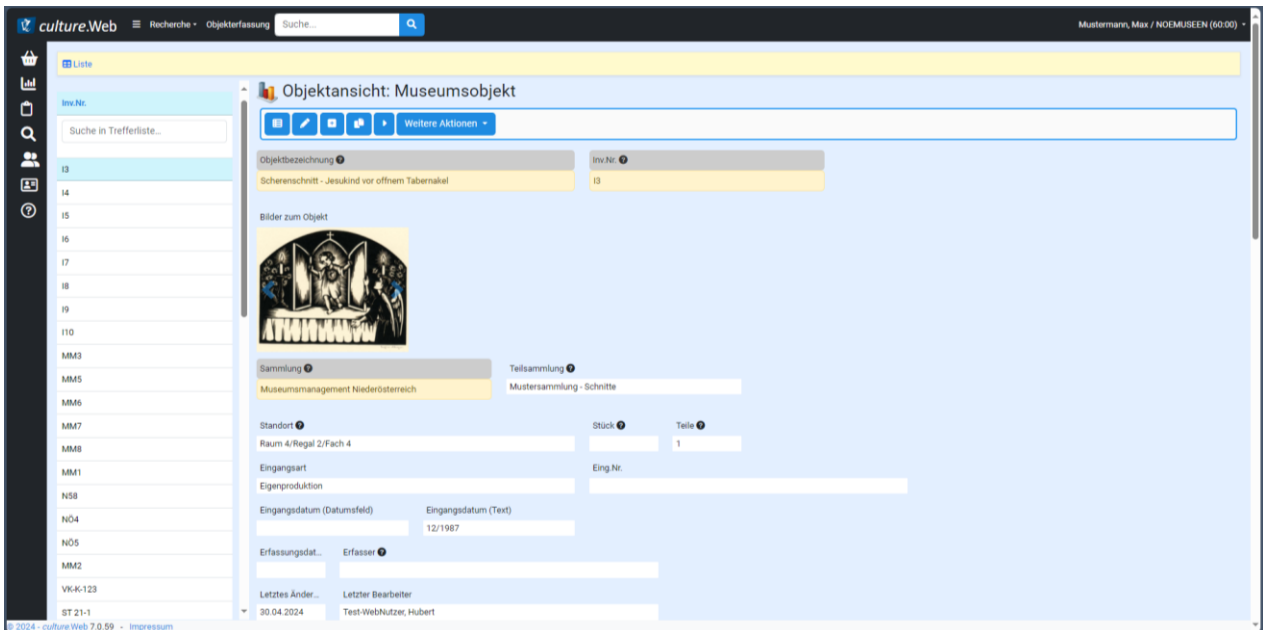 culture.Web Recherche Objekterfassung Suche... Mustermann, Max / NOEMUSEEN (60:00)
Liste
Inv.Nr.
Suche in Trefferliste...
I3
I4
I5
I6
I7
I8
I9
I10
MM3
MM5
MM6
MM7
MM8
MM1
N58
NÖ4
NÖ5
MM2
VK-K-123
ST 21-1
Objektansicht: Museumsobjekt
Weitere Aktionen
Objektbezeichnung Inv.Nr.
Scherenschnitt - Jesukind vor offnem Tabernakel I3
Bilder zum Objekt
Sammlung Teilsammlung
Museumsmanagement Niederösterreich Mustersammlung - Schnitte
Standort Stück Teile
Raum 4/Regal 2/Fach 4 1
Eingangsart Eing.Nr.
Eigenproduktion
Eingangsdatum (Datumsfeld) Eingangsdatum (Text)
12/1987
Erfassungsdat... Erfasser
Letztes Änder... Letzter Bearbeiter
30.04.2024 Test-WebNutzer, Hubert
© 2024 - culture.Web 7.0.59 - Impressum